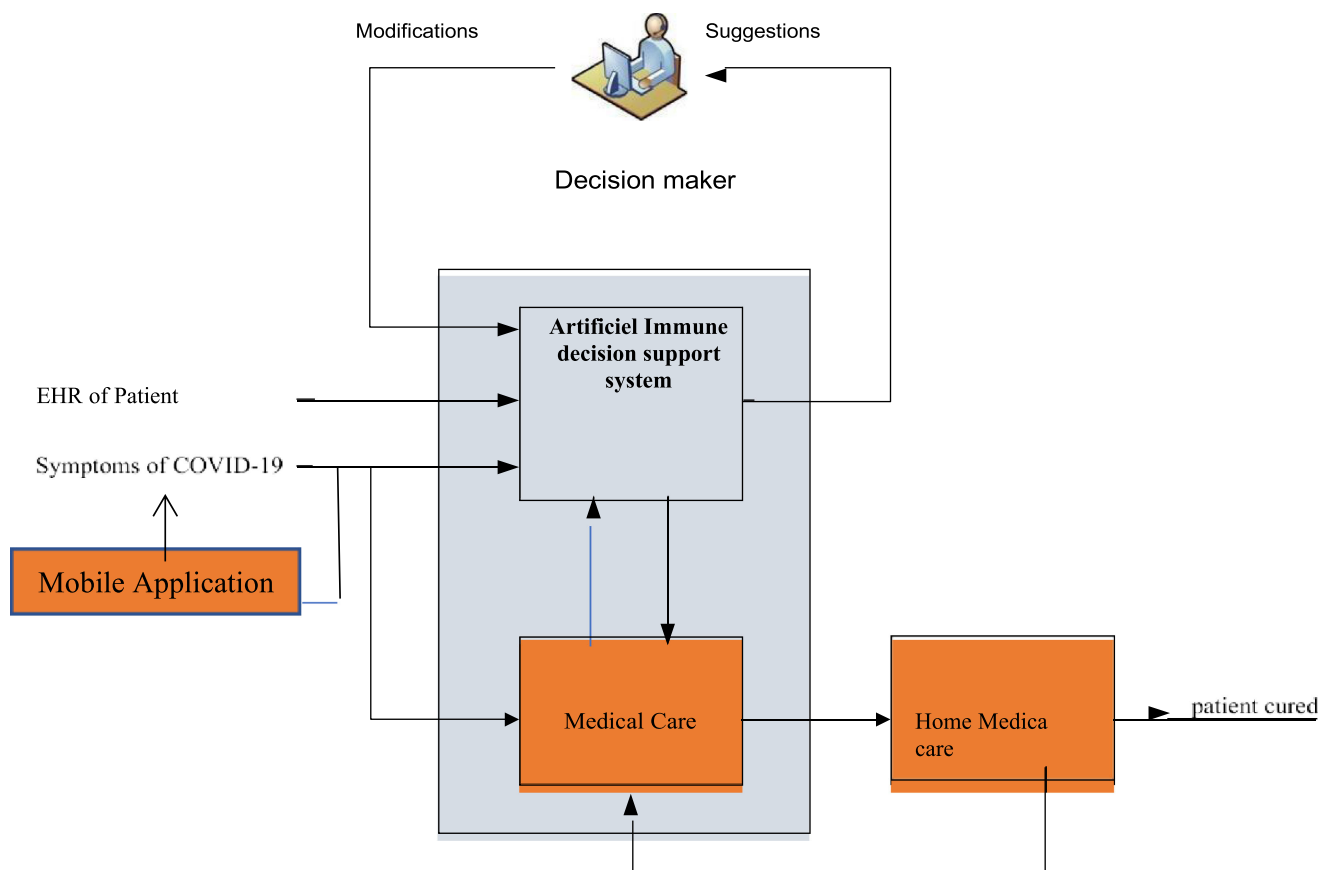 Modifications
Suggestions
Decision maker
Artificiel Immune
decision support
system
EHR of Patient
Symptoms of COVID-19
Mobile Application
Medical Care
Home Medica
care
patient cured